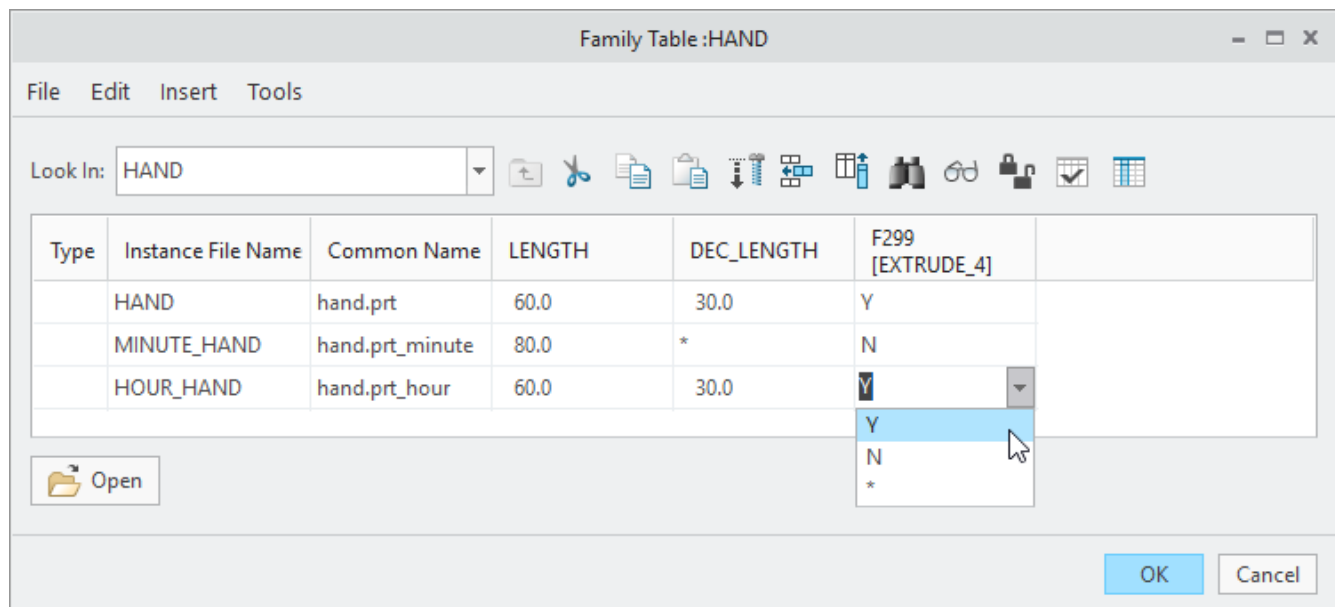 Family Table :HAND
File Edit Insert Tools
Look In: HAND
Type Instance File Name Common Name LENGTH DEC_LENGTH F299
[EXTRUDE_4]
HAND hand.prt 60.0 30.0 Y
MINUTE_HAND hand.prt_minute 80.0 * N
HOUR_HAND hand.prt_hour 60.0 30.0 Y
Y
N
*
Open
OK Cancel